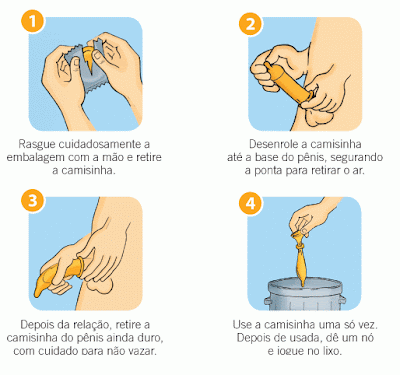 1
Rasgue cuidadosamente a
embalagem com a mão e retire
a camisinha.
2
Desenrole a camisinha
até a base do pênis, segurando
a ponta para retirar o ar.
3
Depois da relação, retire a
camisinha do pênis ainda duro,
com cuidado para não vazar.
4
Use a camisinha uma só vez.
Depois de usada, dê um nó
e jogue no lixo.